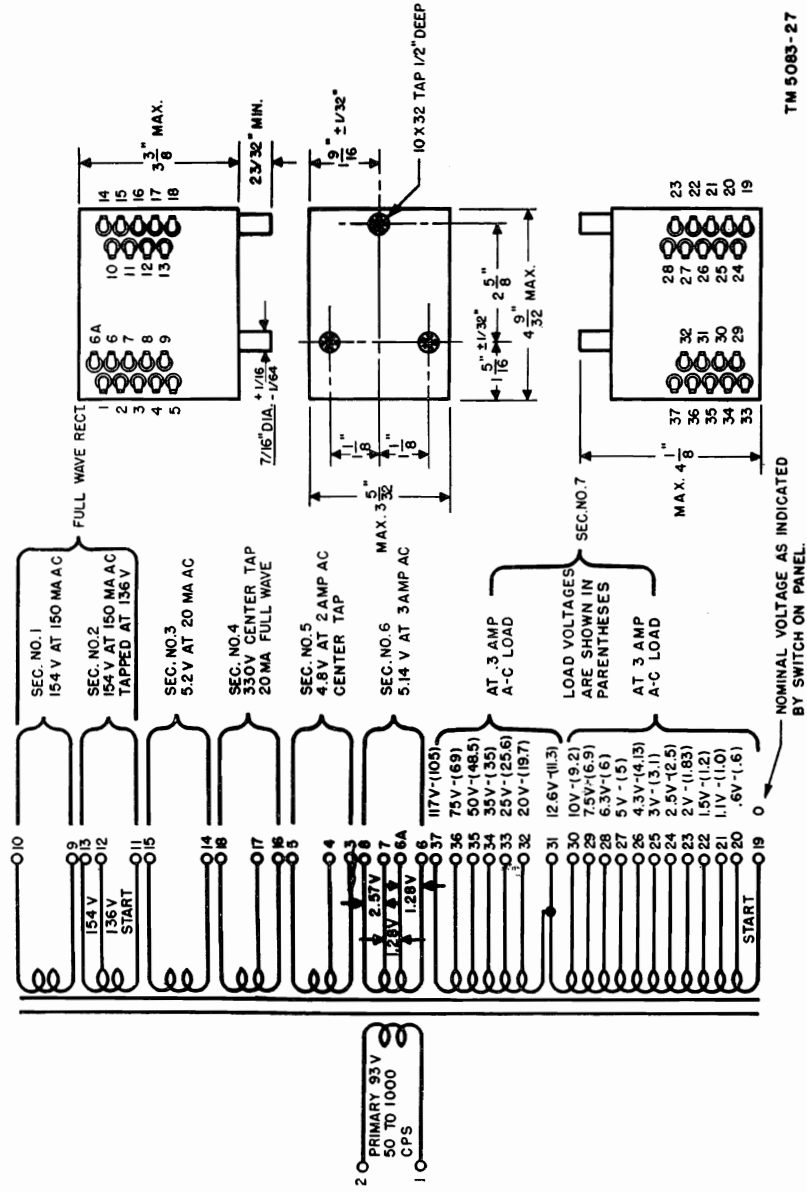 2
PRIMARY 93V
50 TO 1000
CPS
1
10
9
13
12
11
15
14
18
17
16
5
4
3
8
7
6A
6
37
36
35
34
33
32
31
30
29
28
27
26
25
24
23
22
21
20
19
154V
136V
START
2.57V
1.28V
1.28V
START
SEC. NO.1
154V AT 150 MA AC
SEC. NO.2
154V AT 150 MA AC
TAPPED AT 136V
FULL WAVE RECT.
SEC. NO.3
5.2V AT 20 MA AC
SEC. NO.4
330V CENTER TAP
20 MA FULL WAVE
SEC. NO.5
4.8V AT 2 AMP AC
CENTER TAP
SEC. NO.6
5.14 V AT 3 AMP AC
117V-(105)
75V-(69)
50V-(48.5)
35V-(35)
25V-(25.6)
20V-(19.7)
12.6V-(11.3)
10V-(9.2)
7.5V-(6.9)
6.3V-(6)
5V-(5)
4.3V-(4.13)
3V-(3.1)
2.5V-(2.5)
2V-(1.83)
1.5V-(1.2)
1.1V-(1.0)
.6V-(.6)
0
AT .3 AMP
A-C LOAD
LOAD VOLTAGES
ARE SHOWN IN
PARENTHESES
AT 3 AMP
A-C LOAD
SEC. NO.7
NOMINAL VOLTAGE AS INDICATED
BY SWITCH ON PANEL.
1
2
3
4
5
6A
6
7
8
9
10
11
12
13
14
15
16
17
18
3 3/8" MAX.
23/32" MIN.
7/16" DIA. +1/16 -1/64
1 9/16" ±1/32"
10X32 TAP 1/2" DEEP
1 1/8"
1 1/8"
MAX. 3 5/32"
1 5/16" ±1/32"
2 5/8"
4 9/32" MAX.
37
36
35
34
33
32
31
30
29
28
27
26
25
24
23
22
21
20
19
MAX. 4 1/8"
TM 5083-27